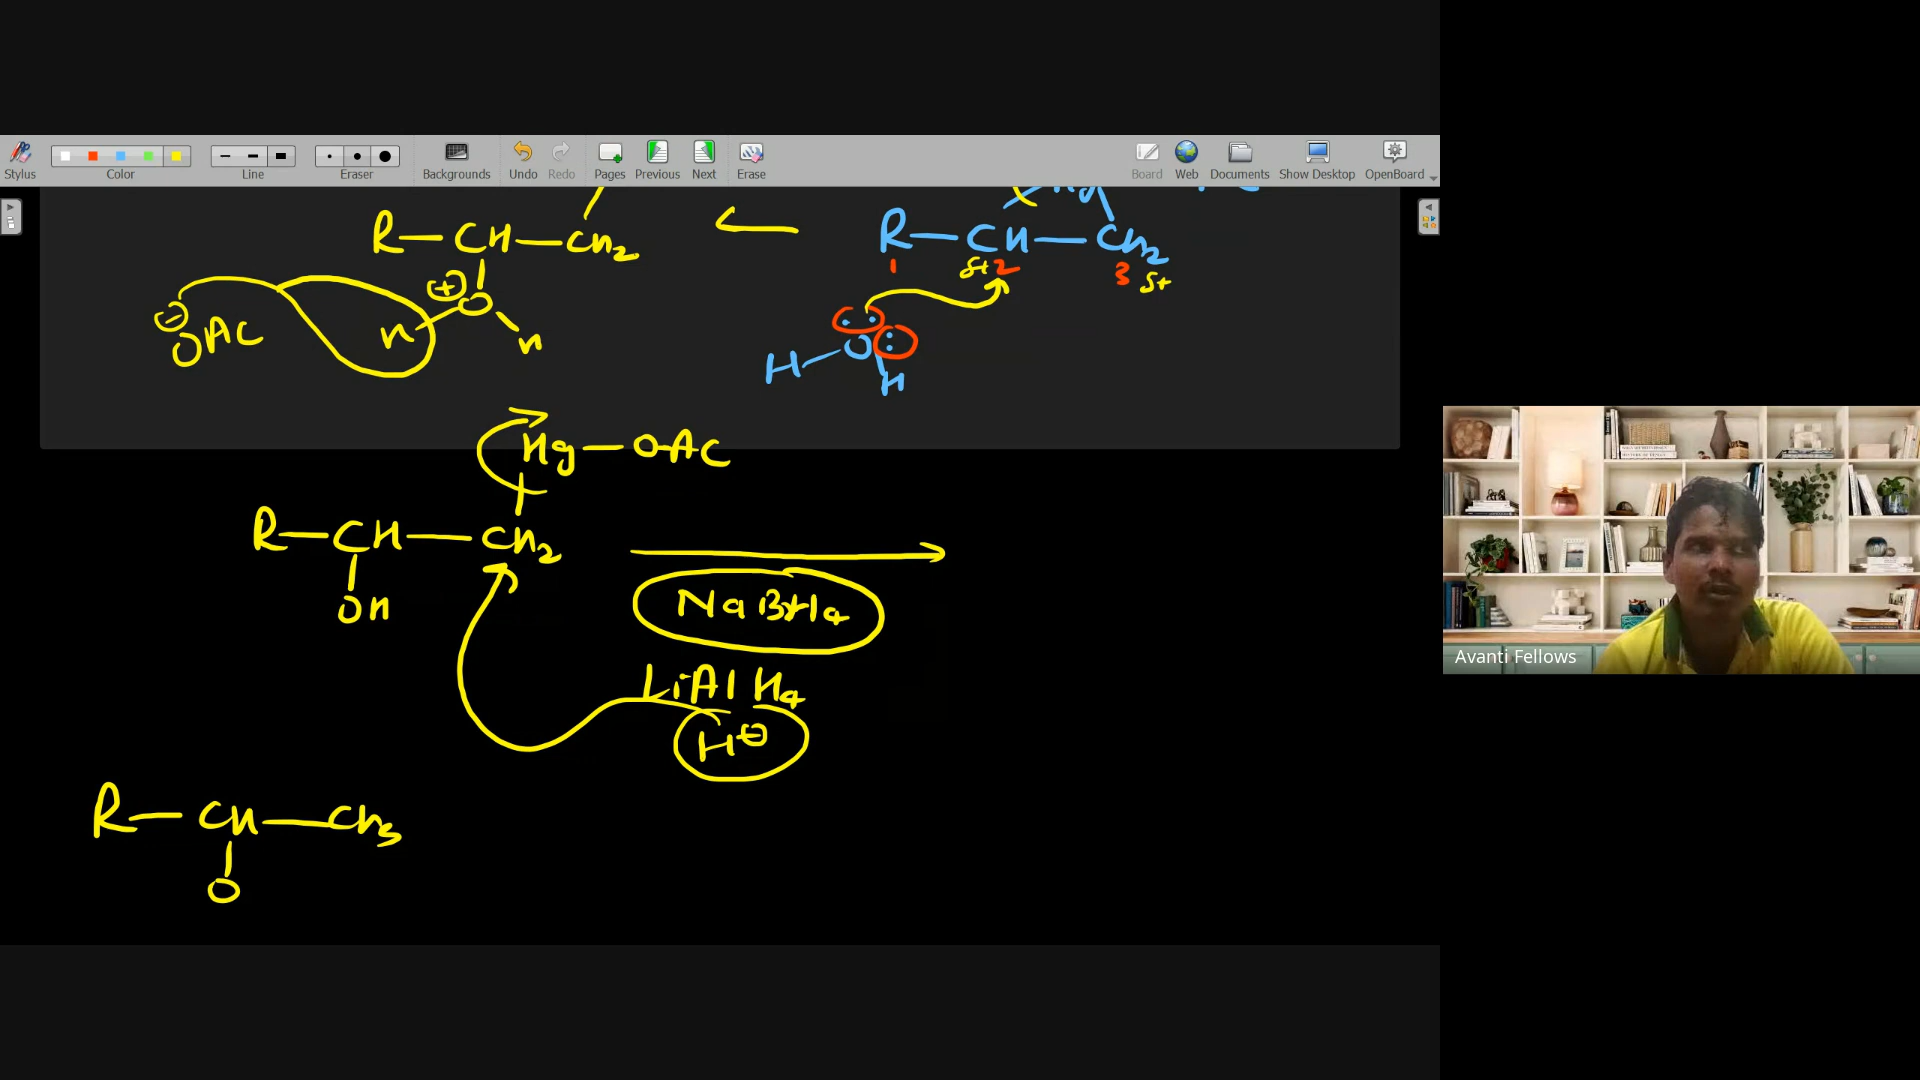 Stylus Color Line Eraser Backgrounds Undo Redo Pages Previous Next Erase Board Web Documents Show Desktop OpenBoard
R—CH—CH2
R—CH—CH2
1 δ+ 2 3 δ+
⊕
O
H H
⊖
OAC
O
H H
Hg—OAC
R—CH—CH2
OH
NaBH4
LiAlH4
H⊖
R—CH—CH3
O
Avanti Fellows